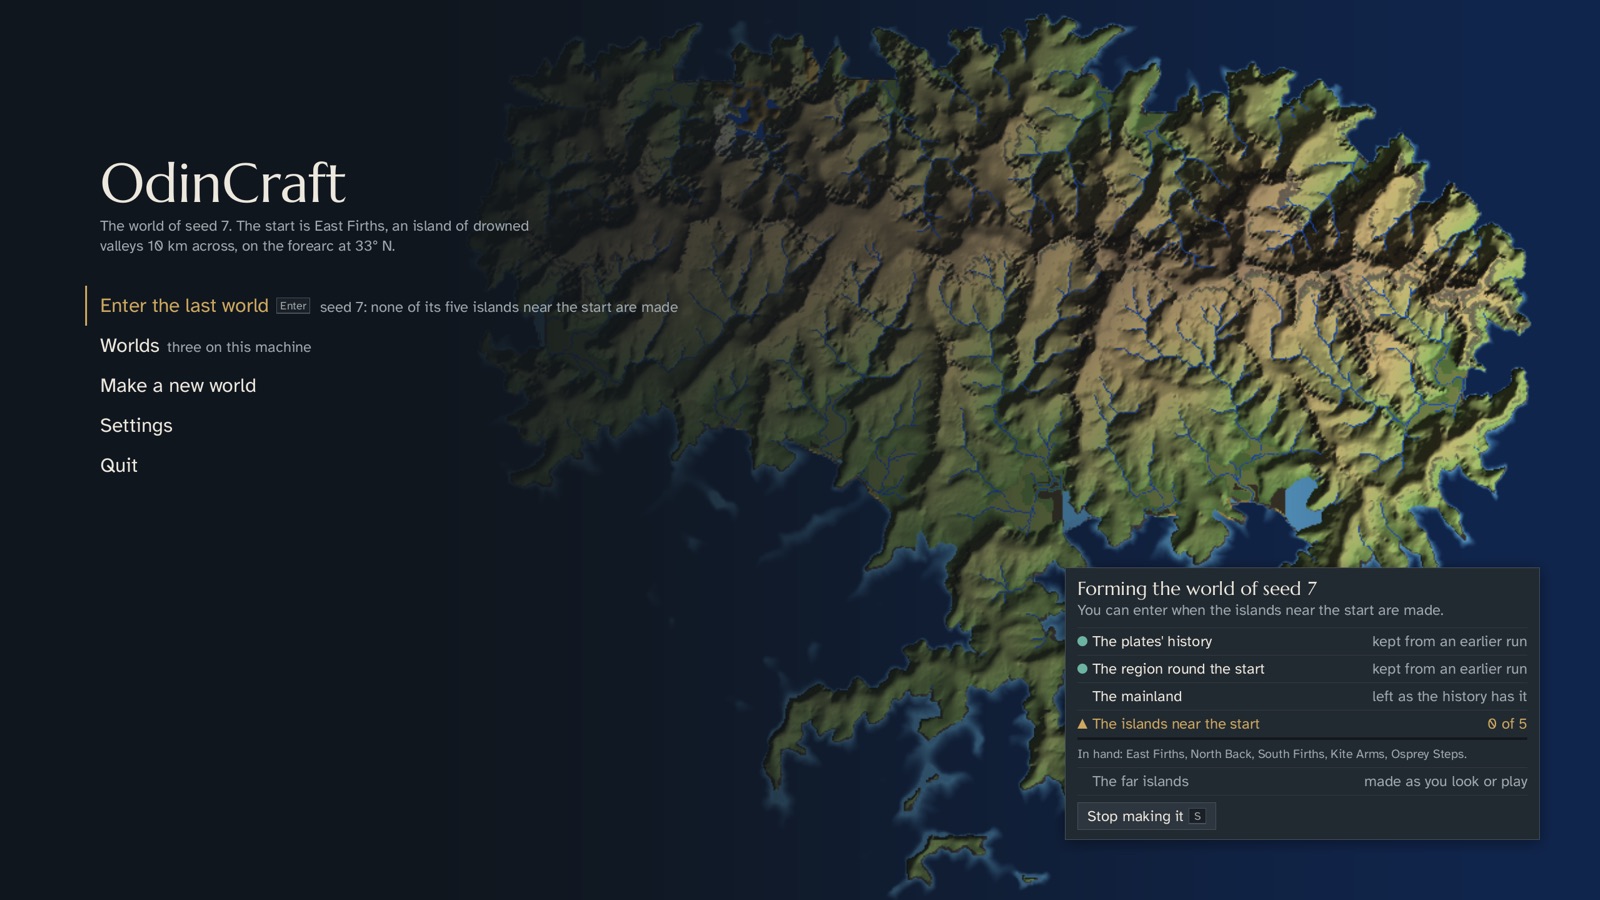 OdinCraft
The world of seed 7. The start is East Firths, an island of drowned
valleys 10 km across, on the forearc at 33° N.
Enter the last world Enter seed 7: none of its five islands near the start are made
Worlds three on this machine
Make a new world
Settings
Quit
Forming the world of seed 7
You can enter when the islands near the start are made.
The plates' history kept from an earlier run
The region round the start kept from an earlier run
The mainland left as the history has it
The islands near the start 0 of 5
In hand: East Firths, North Back, South Firths, Kite Arms, Osprey Steps.
The far islands made as you look or play
Stop making it S